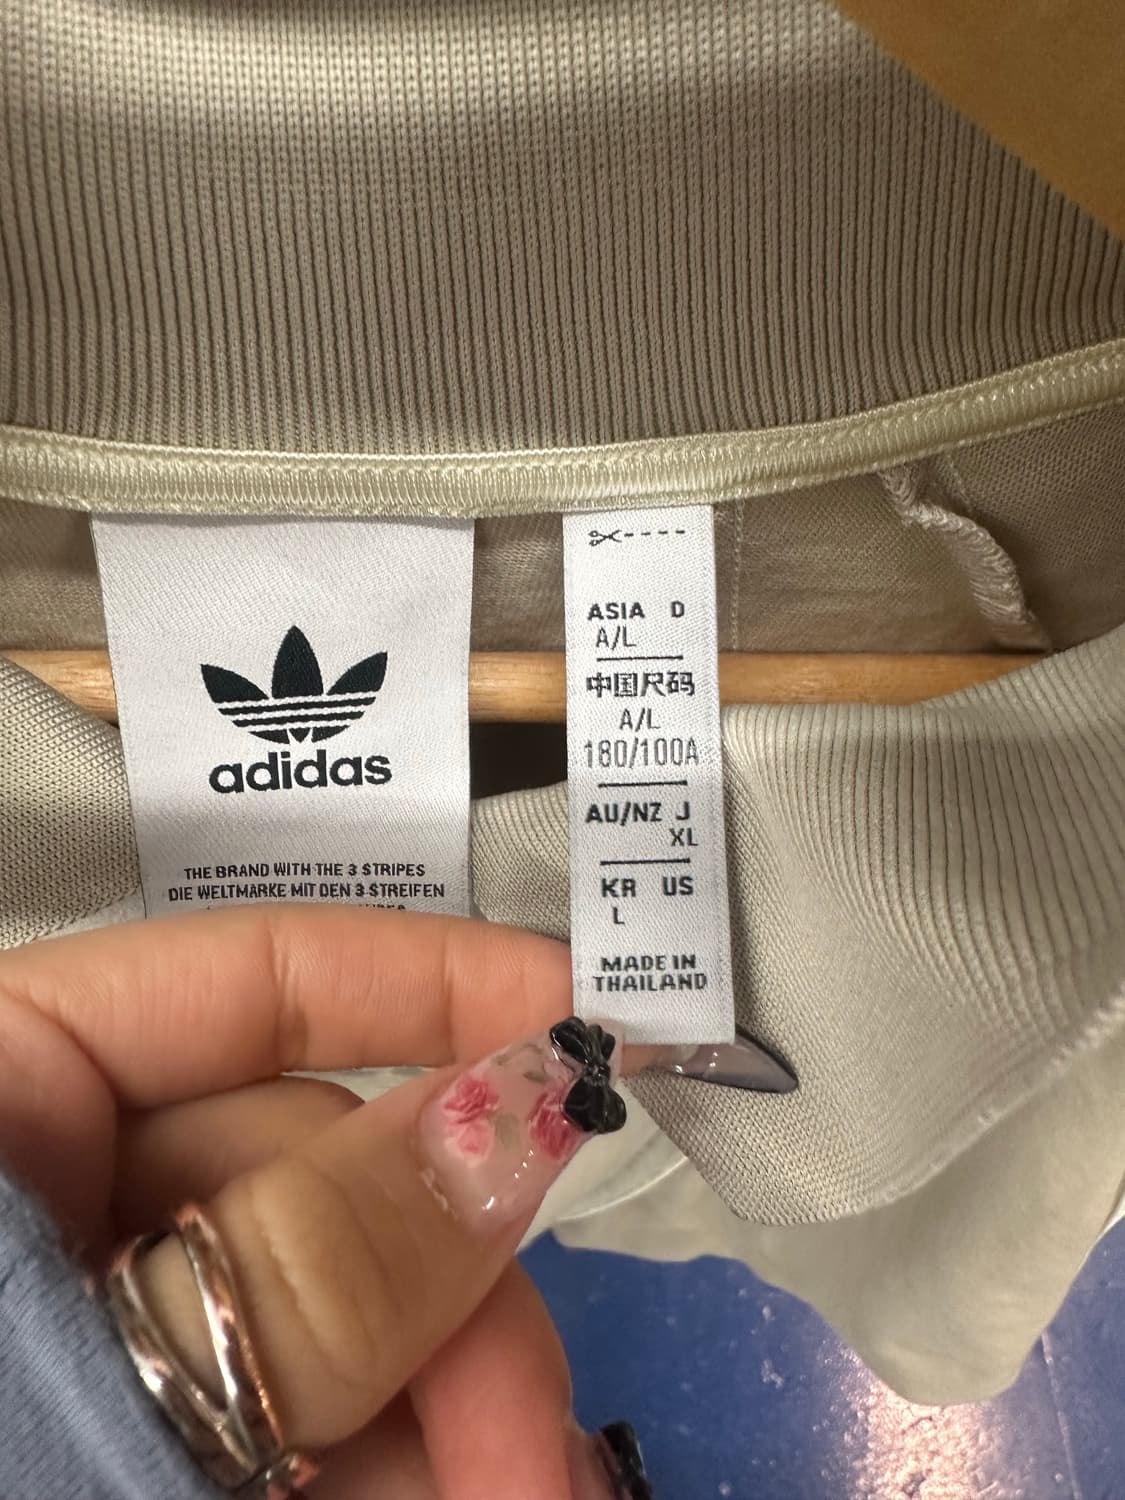 adidas
THE BRAND WITH THE 3 STRIPES
DIE WELTMARKE MIT DEN 3 STREIFEN
ASIA D
A/L
中国尺码
A/L
180/100A
AU/NZ J
XL
KR US
L
MADE IN
THAILAND